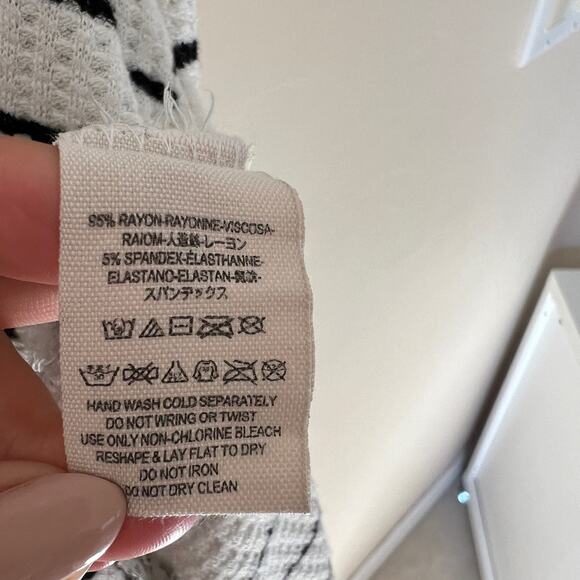 95% RAYON-RAYONNE-VISCOSA-
RAIOM-人造絲-レーヨン
5% SPANDEX-ÉLASTHANNE-
ELASTANO-ELASTAN-
スパンデックス
HAND WASH COLD SEPARATELY
DO NOT WRING OR TWIST
USE ONLY NON-CHLORINE BLEACH
RESHAPE & LAY FLAT TO DRY
DO NOT IRON
DO NOT DRY CLEAN